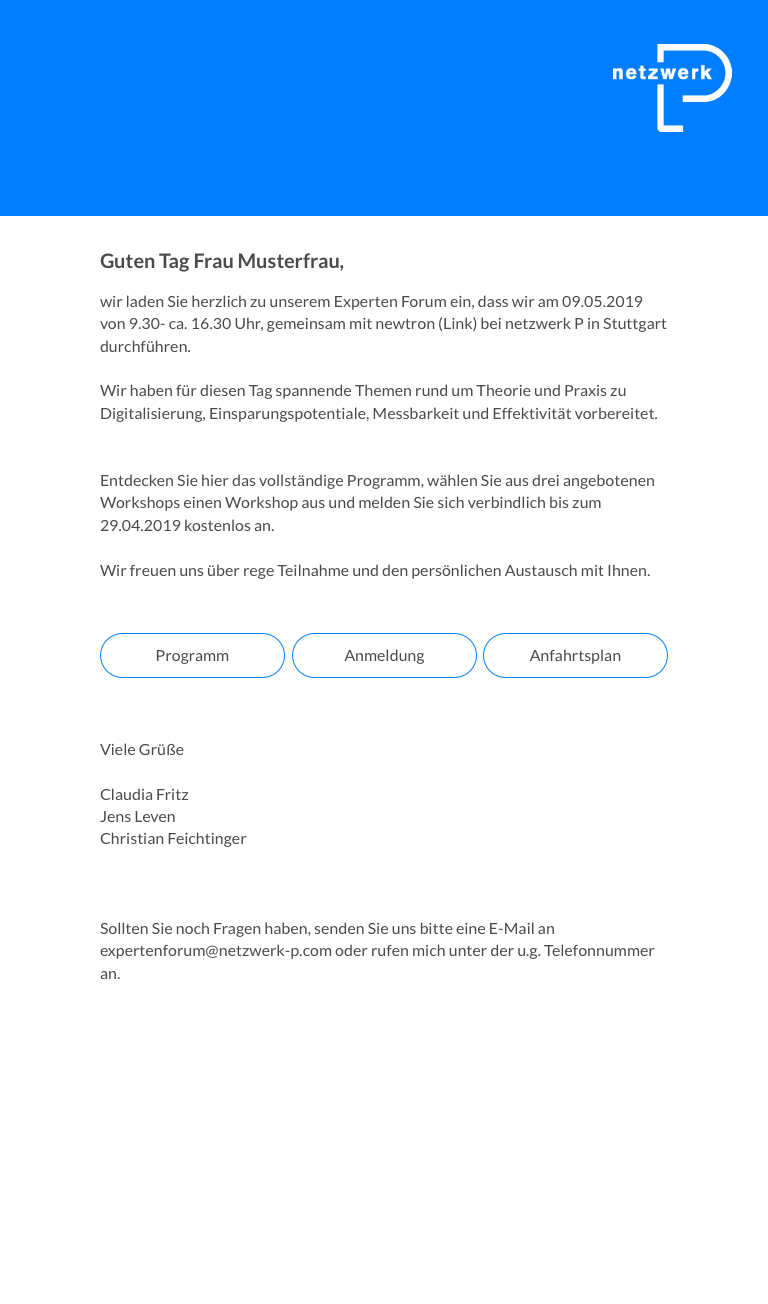 netzwerk
P
Guten Tag Frau Musterfrau,
wir laden Sie herzlich zu unserem Experten Forum ein, dass wir am 09.05.2019
von 9.30- ca. 16.30 Uhr, gemeinsam mit newtron (Link) bei netzwerk P in Stuttgart
durchführen.
Wir haben für diesen Tag spannende Themen rund um Theorie und Praxis zu
Digitalisierung, Einsparungspotentiale, Messbarkeit und Effektivität vorbereitet.
Entdecken Sie hier das vollständige Programm, wählen Sie aus drei angebotenen
Workshops einen Workshop aus und melden Sie sich verbindlich bis zum
29.04.2019 kostenlos an.
Wir freuen uns über rege Teilnahme und den persönlichen Austausch mit Ihnen.
Programm Anmeldung Anfahrtsplan
Viele Grüße
Claudia Fritz
Jens Leven
Christian Feichtinger
Sollten Sie noch Fragen haben, senden Sie uns bitte eine E-Mail an
expertenforum@netzwerk-p.com oder rufen mich unter der u.g. Telefonnummer
an.